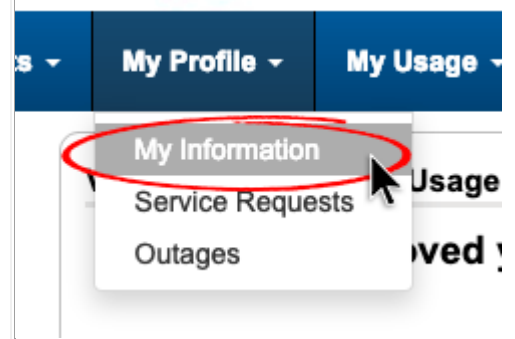 My Profile My Usage
My Information
Usage
Service Requests
Outages